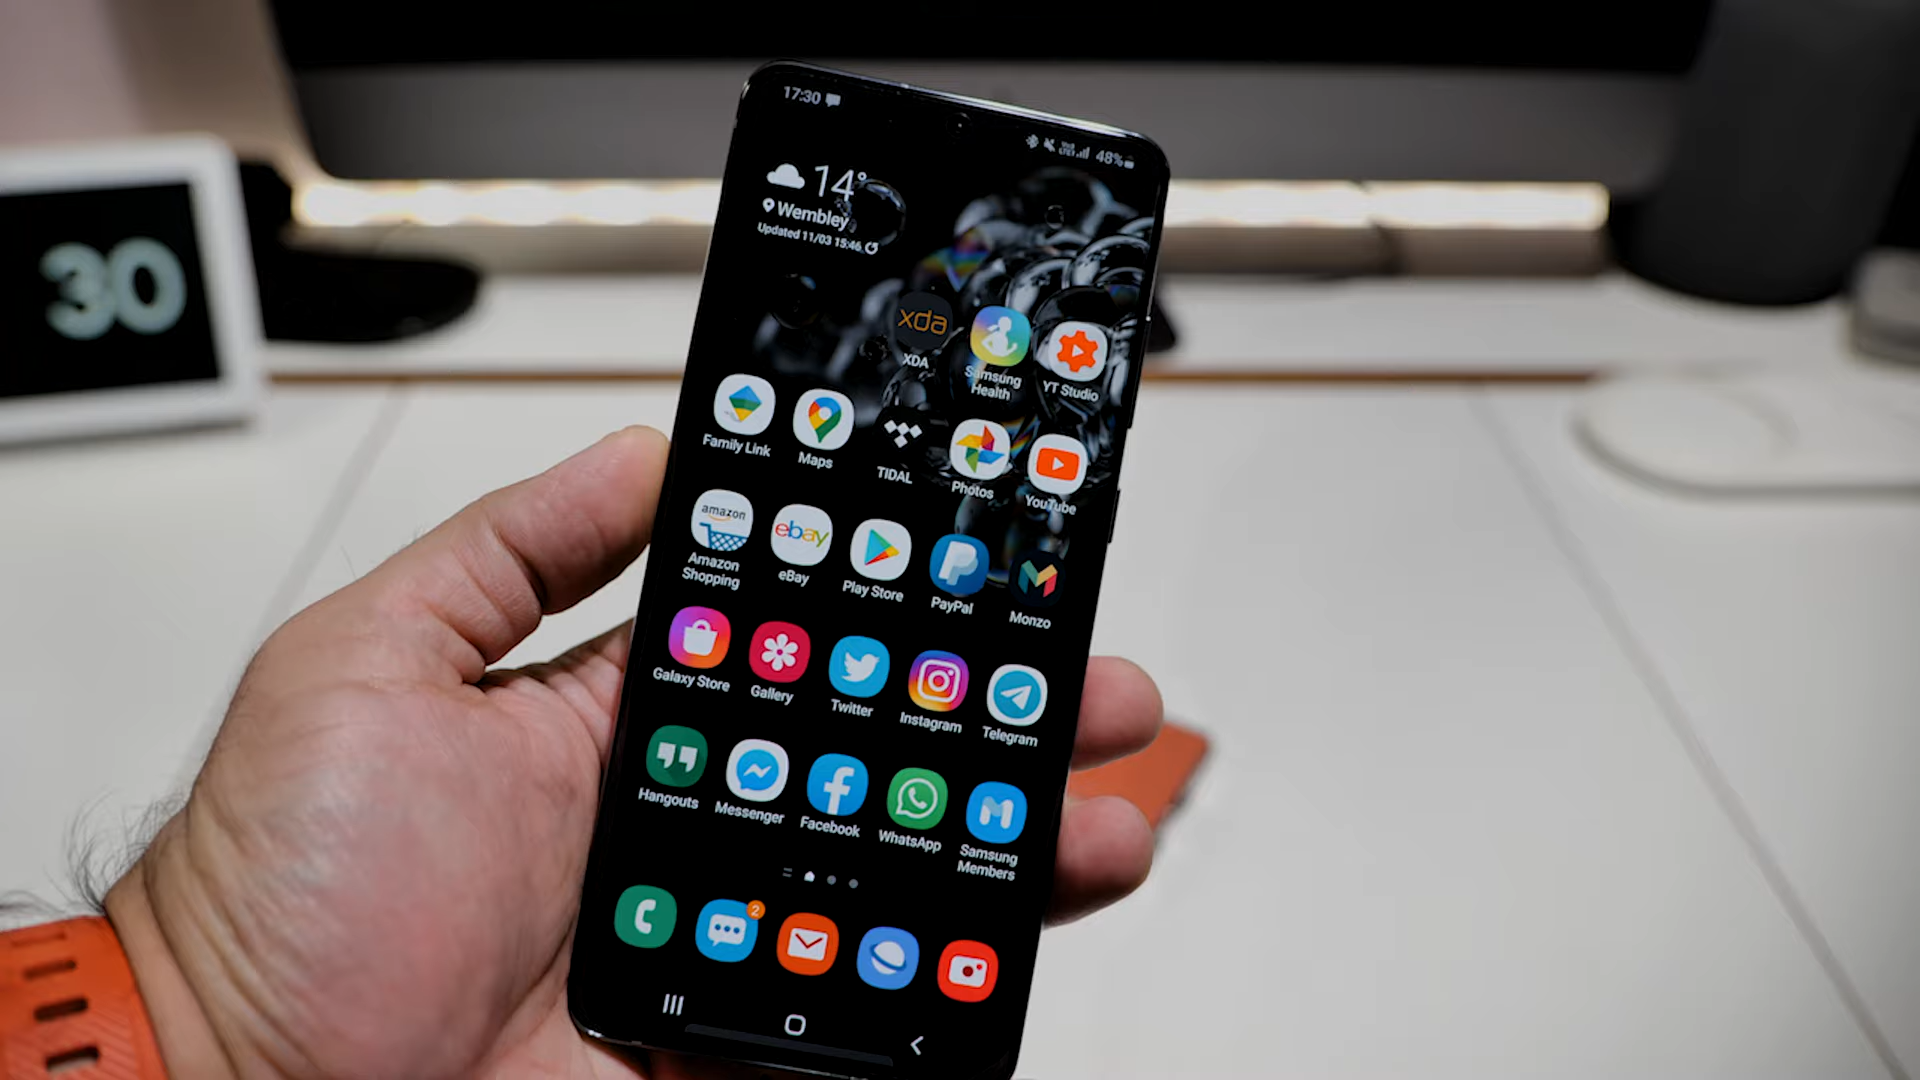 17:30
48%
14°
Wembley
Updated 11/03 15:46
30
xda
XDA
Samsung
Health
YT Studio
Family Link
Maps
TIDAL
Photos
YouTube
amazon
Amazon
Shopping
ebay
eBay
Play Store
PayPal
Monzo
Galaxy Store
Gallery
Twitter
Instagram
Telegram
Hangouts
Messenger
Facebook
WhatsApp
Samsung
Members
2